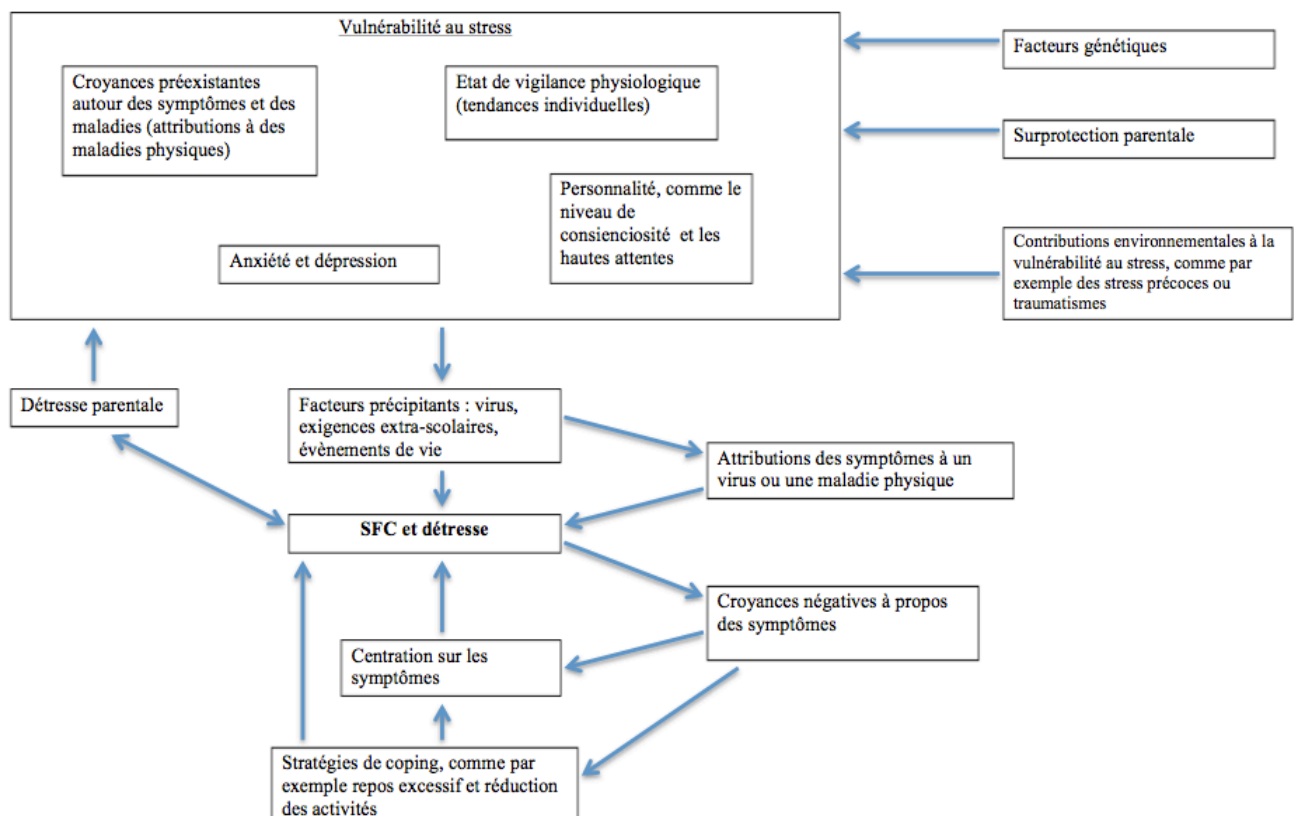 Vulnérabilité au stress
Facteurs génétiques
Croyances préexistantes
autour des symptômes et des
maladies (attributions à des
maladies physiques)
Etat de vigilance physiologique
(tendances individuelles)
Surprotection parentale
Personnalité, comme le
niveau de
consienciosité et les
hautes attentes
Anxiété et dépression
Contributions environnementales à la
vulnérabilité au stress, comme par
exemple des stress précoces ou
traumatismes
Détresse parentale
Facteurs précipitants : virus,
exigences extra-scolaires,
évènements de vie
Attributions des symptômes à un
virus ou une maladie physique
SFC et détresse
Croyances négatives à propos
des symptômes
Centration sur les
symptômes
Stratégies de coping, comme par
exemple repos excessif et réduction
des activités